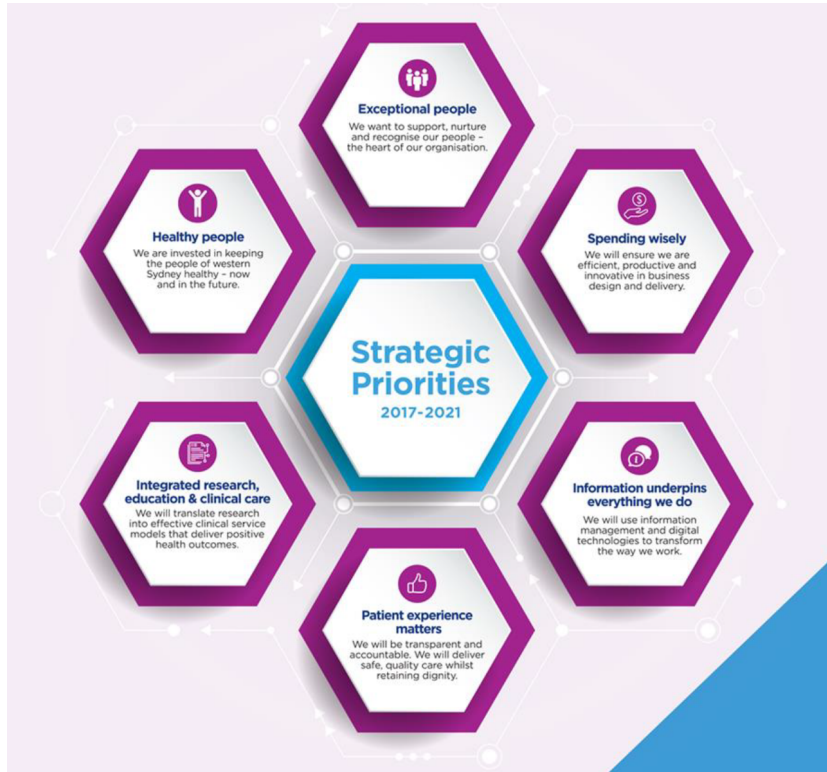 Exceptional people
We want to support, nurture
and recognise our people –
the heart of our organisation.
Healthy people
We are invested in keeping
the people of western
Sydney healthy – now
and in the future.
Spending wisely
We will ensure we are
efficient, productive and
innovative in business
design and delivery.
Strategic
Priorities
2017-2021
Integrated research,
education & clinical care
We will translate research
into effective clinical service
models that deliver positive
health outcomes.
Information underpins
everything we do
We will use information
management and digital
technologies to transform
the way we work.
Patient experience
matters
We will be transparent and
accountable. We will deliver
safe, quality care whilst
retaining dignity.